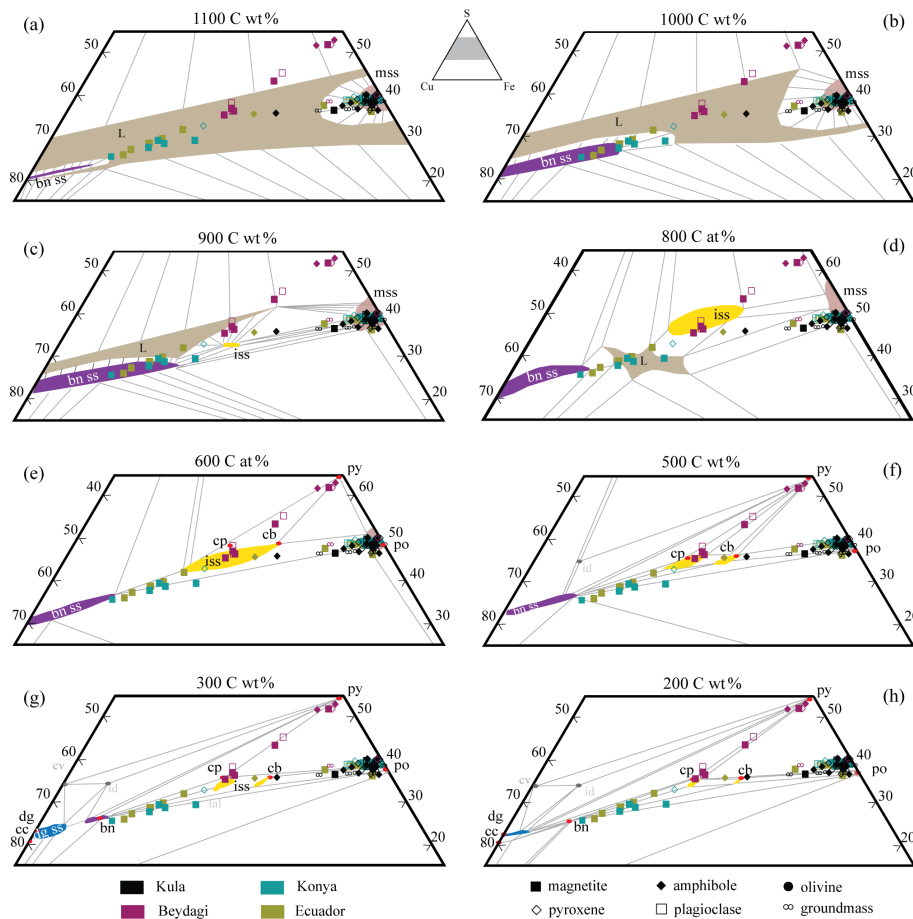 (a) 1100 C wt% S 1000 C wt% (b)
50 50 50 50
60 mss 40 Cu Fe 60 mss 40
70 L 30 70 L 30
80 bn ss 20 80 bn ss 20
(c) 900 C wt% 800 C at% (d)
50 50 40 60
60 mss 40 50 iss mss 50
70 L iss 30 60 L 40
80 bn ss 20 70 bn ss 30
(e) 600 C at% 500 C wt% (f)
py py
40 60 50 50
50 cp cb 50 60 cp cb 40
iss po id po
60 40 70 30
70 bn ss 30 80 bn ss 20
(g) 300 C wt% 200 C wt% (h)
py py
50 50 50 50
60 cv cp cb 40 60 cv cp cb 40
id iss po id po
70 tal 30 70 30
dg dg
cc dg ss bn cc bn
80 20 80 20
Kula Konya magnetite amphibole olivine
Beydagi Ecuador pyroxene plagioclase groundmass